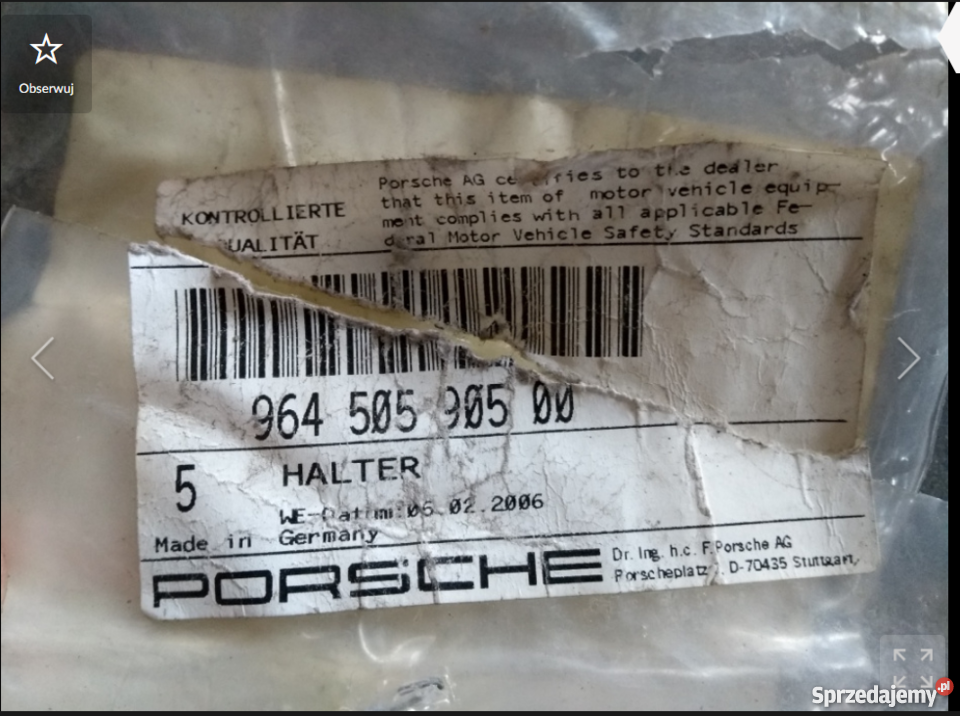 Obserwuj
KONTROLLIERTE
QUALITÄT
Porsche AG certifies to the dealer
that this item of motor vehicle equip-
ment complies with all applicable Fe-
deral Motor Vehicle Safety Standards
964 505 905 00
5 HALTER
WE-Datum: 06.02.2006
Made in Germany
PORSCHE
Dr. Ing. h.c. F. Porsche AG
Porscheplatz D-70435 Stuttgart
Sprzedajemy.pl